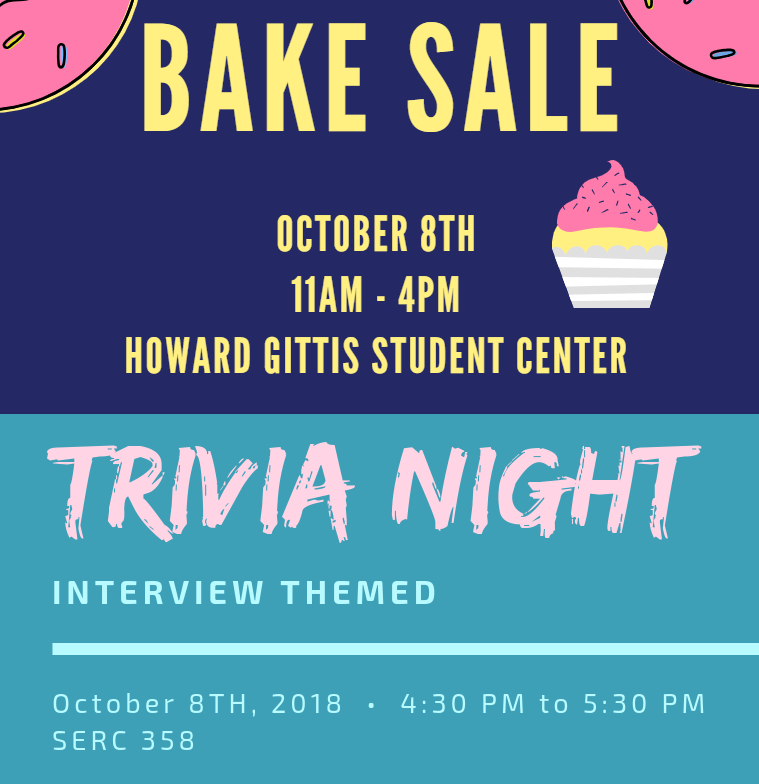 BAKE SALE
OCTOBER 8TH
11AM - 4PM
HOWARD GITTIS STUDENT CENTER
TRIVIA NIGHT
INTERVIEW THEMED
October 8TH, 2018 • 4:30 PM to 5:30 PM
SERC 358